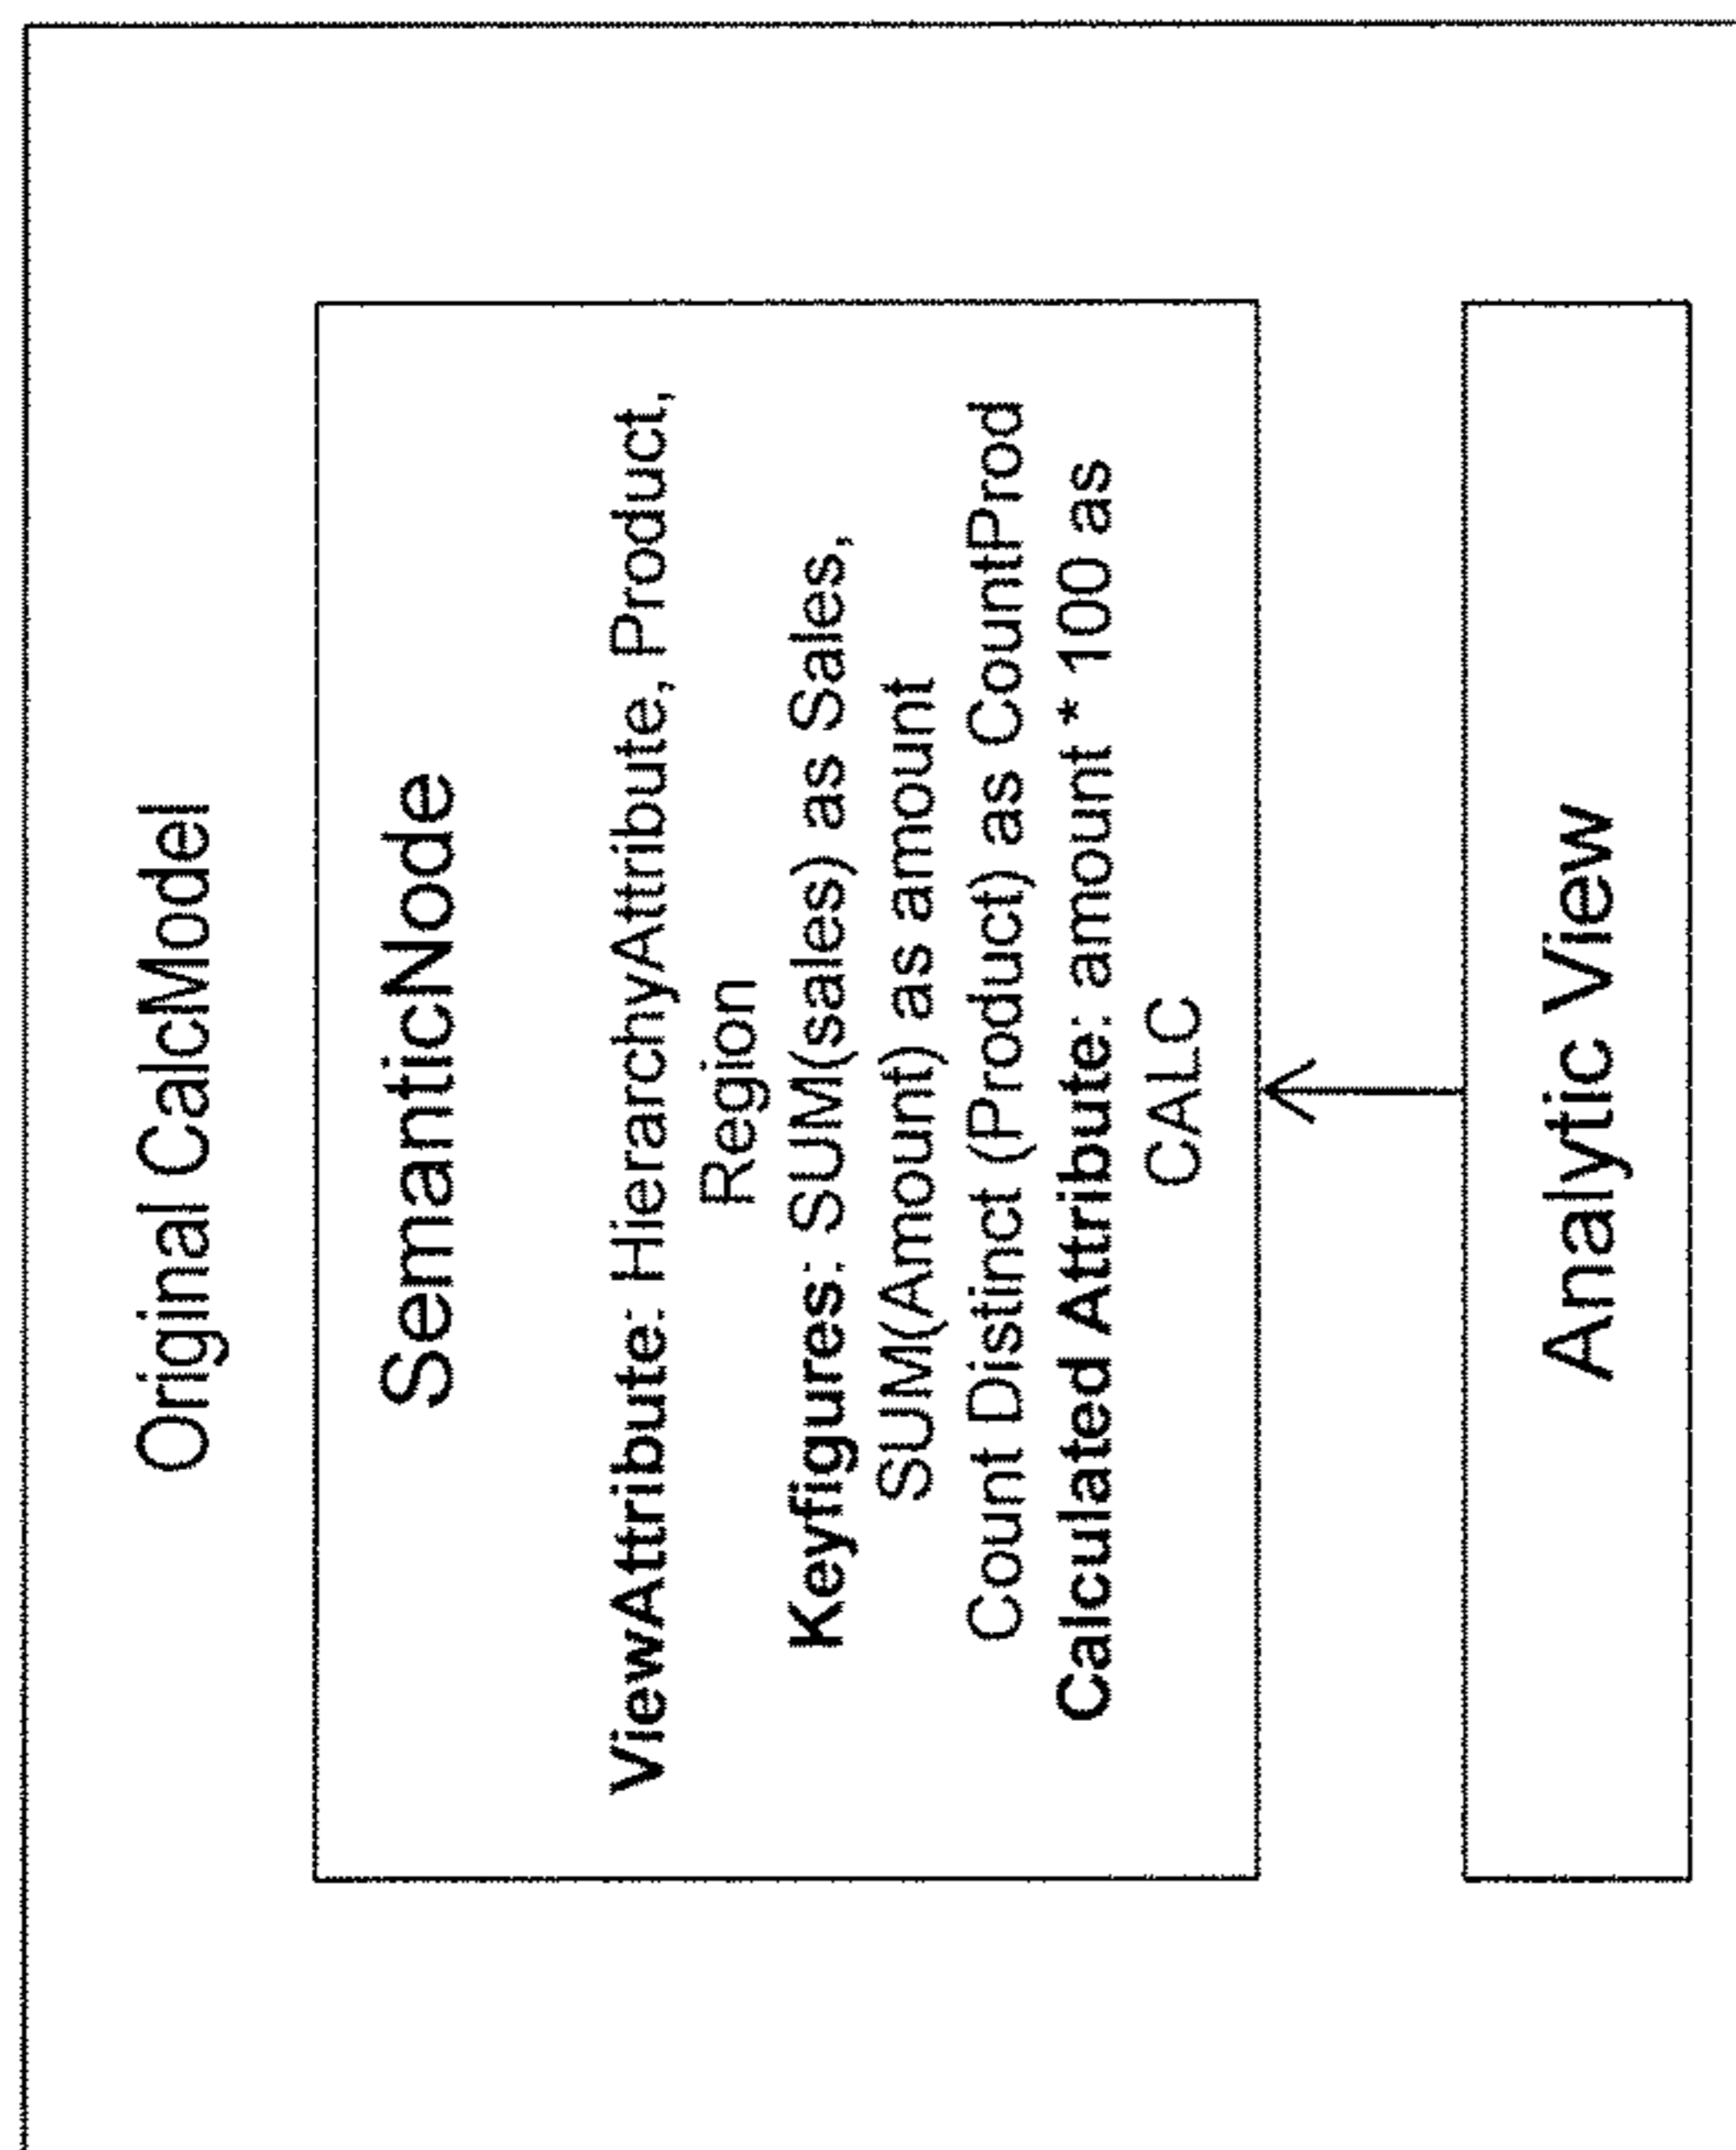 Original CalcModel
SemanticNode
ViewAttribute: HierarchyAttribute, Product,
Region
Keyfigures: SUM(sales) as Sales,
SUM(Amount) as amount
Count Distinct (Product) as CountProd
Calculated Attribute: amount * 100 as
CALC
Analytic View